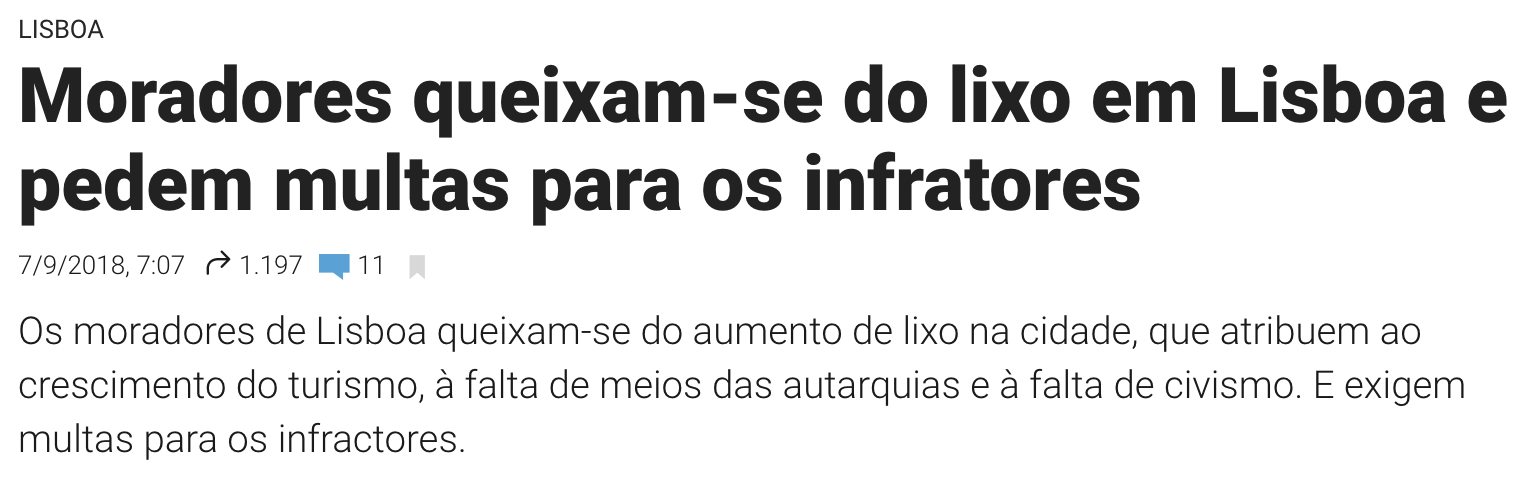 LISBOA
Moradores queixam-se do lixo em Lisboa e
pedem multas para os infratores
7/9/2018, 7:07 1.197 11
Os moradores de Lisboa queixam-se do aumento de lixo na cidade, que atribuem ao
crescimento do turismo, à falta de meios das autarquias e à falta de civismo. E exigem
multas para os infractores.